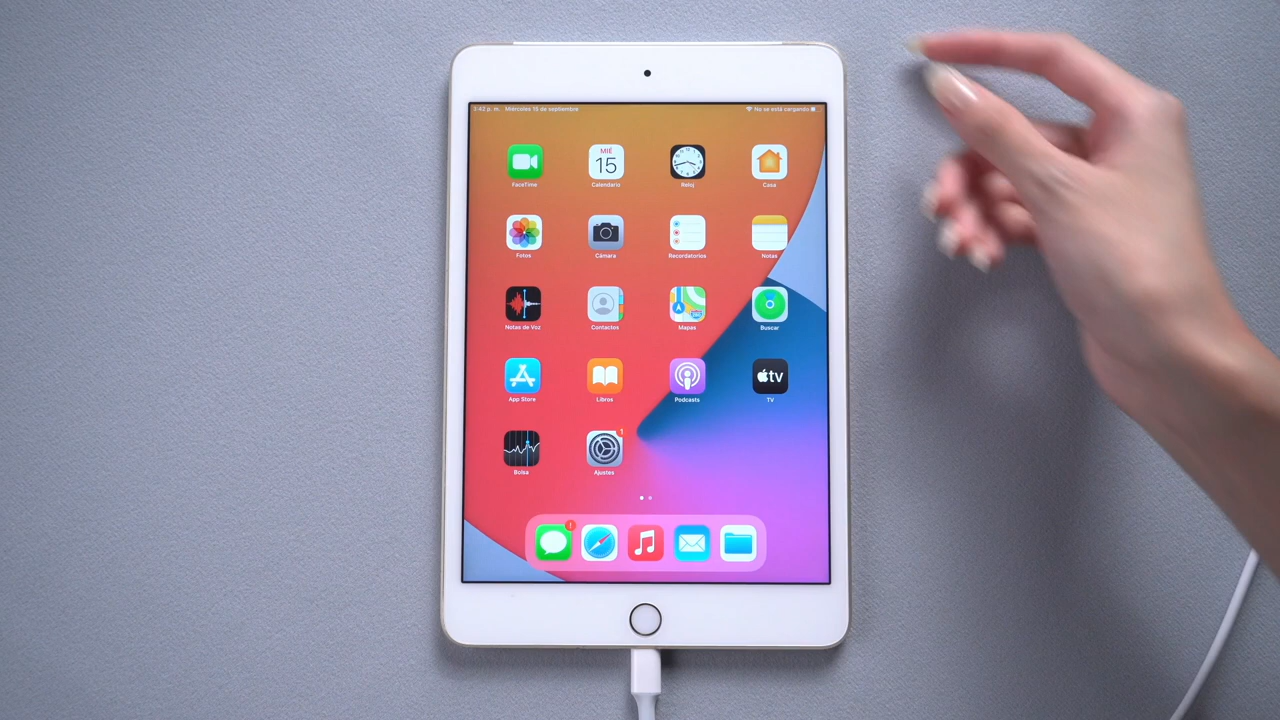 3:42 p. m. Miércoles 15 de septiembre
No se está cargando
FaceTime
MIÉ
15
Calendario
Reloj
Casa
Fotos
Cámara
Recordatorios
Notas
Notas de Voz
Contactos
Mapas
Buscar
App Store
Libros
Podcasts
tv
TV
Bolsa
1
Ajustes
!